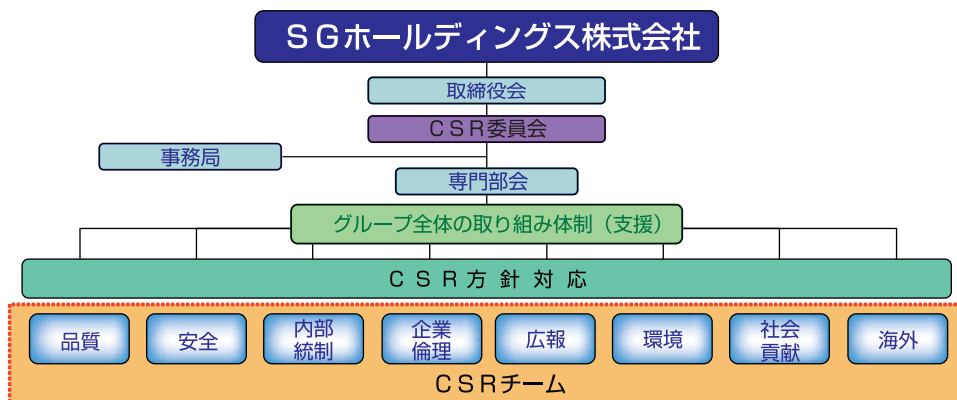 ＳＧホールディングス株式会社
取締役会
ＣＳＲ委員会
事務局
専門部会
グループ全体の取り組み体制（支援）
ＣＳＲ方針対応
品質
安全
内部
統制
企業
倫理
広報
環境
社会
貢献
海外
ＣＳＲチーム